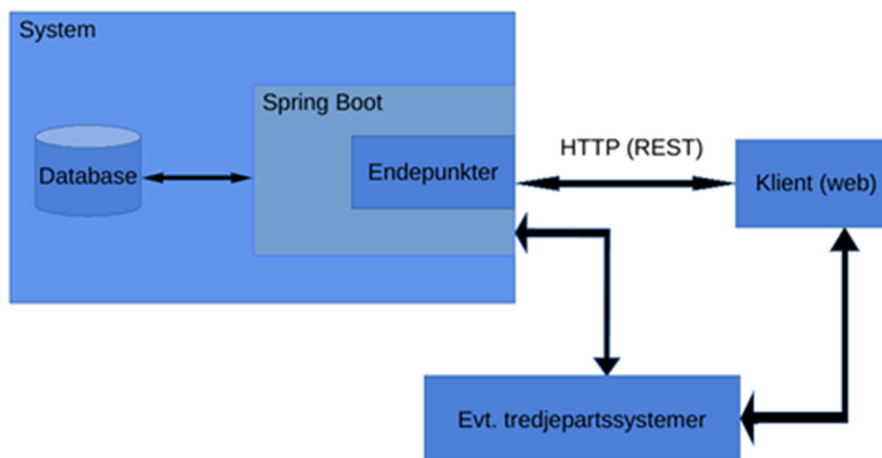 System
Spring Boot
Database
Endepunkter
HTTP (REST)
Klient (web)
Evt. tredjepartssystemer